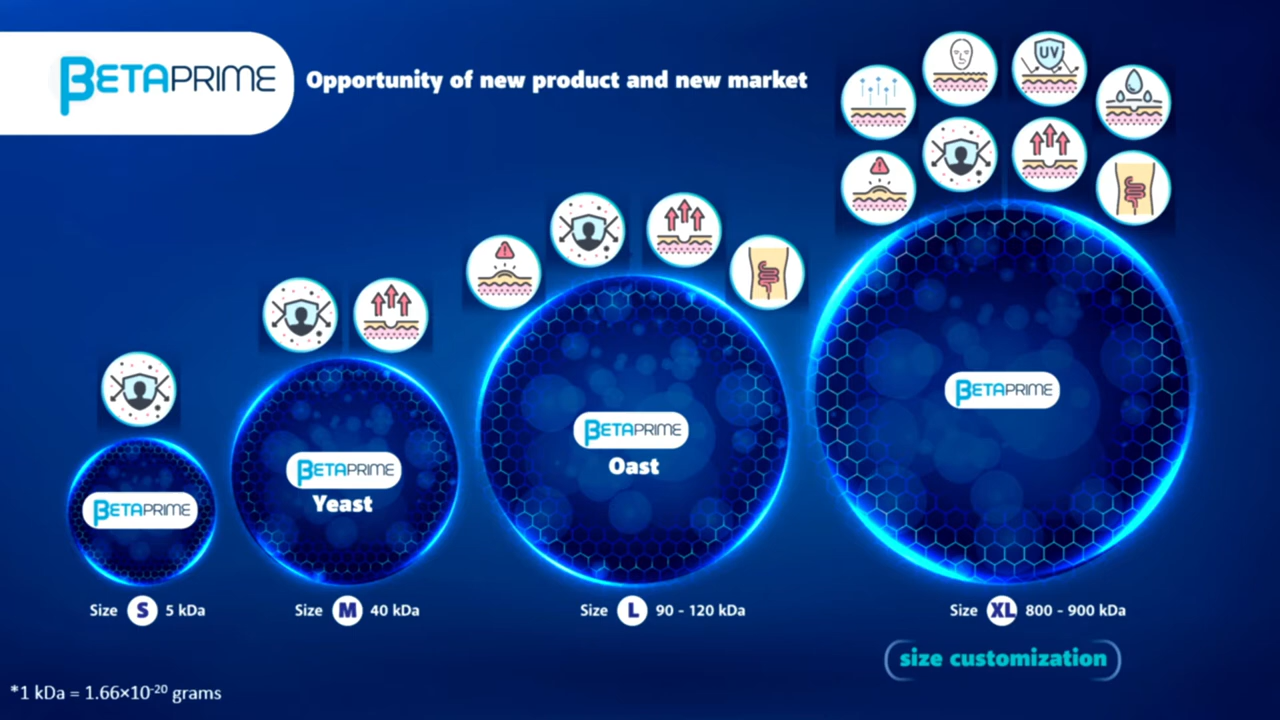 BETAPRIME
Opportunity of new product and new market
UV
BETAPRIME
BETAPRIME
Yeast
BETAPRIME
Oast
BETAPRIME
Size S 5 kDa
Size M 40 kDa
Size L 90 - 120 kDa
Size XL 800 - 900 kDa
size customization
*1 kDa = 1.66×10⁻²⁰ grams